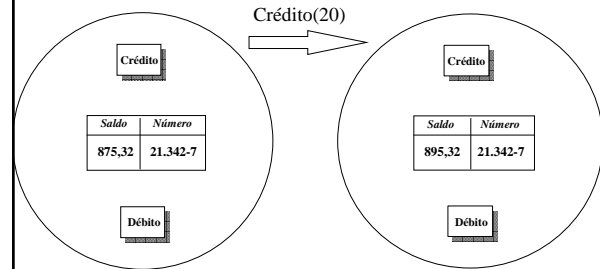 Crédito(20)
Crédito
Saldo Número
875,32 21.342-7
Débito
Crédito
Saldo Número
895,32 21.342-7
Débito